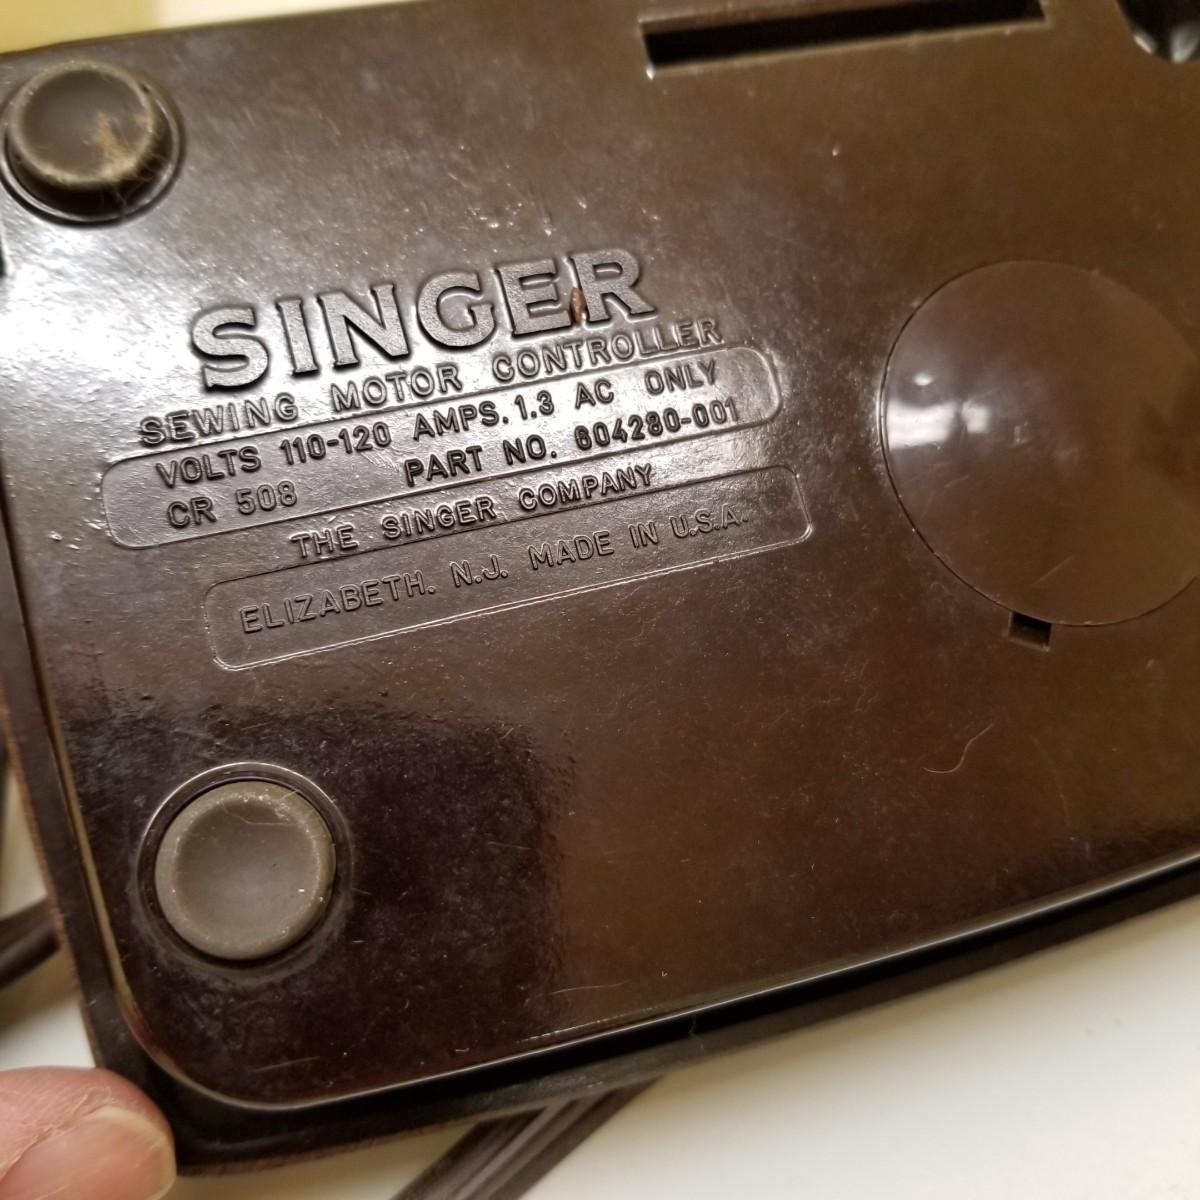 SINGER
SEWING MOTOR CONTROLLER
VOLTS 110-120 AMPS. 1.3 AC ONLY
CR 508 PART NO. 604280-001
THE SINGER COMPANY
ELIZABETH. N.J. MADE IN U.S.A.